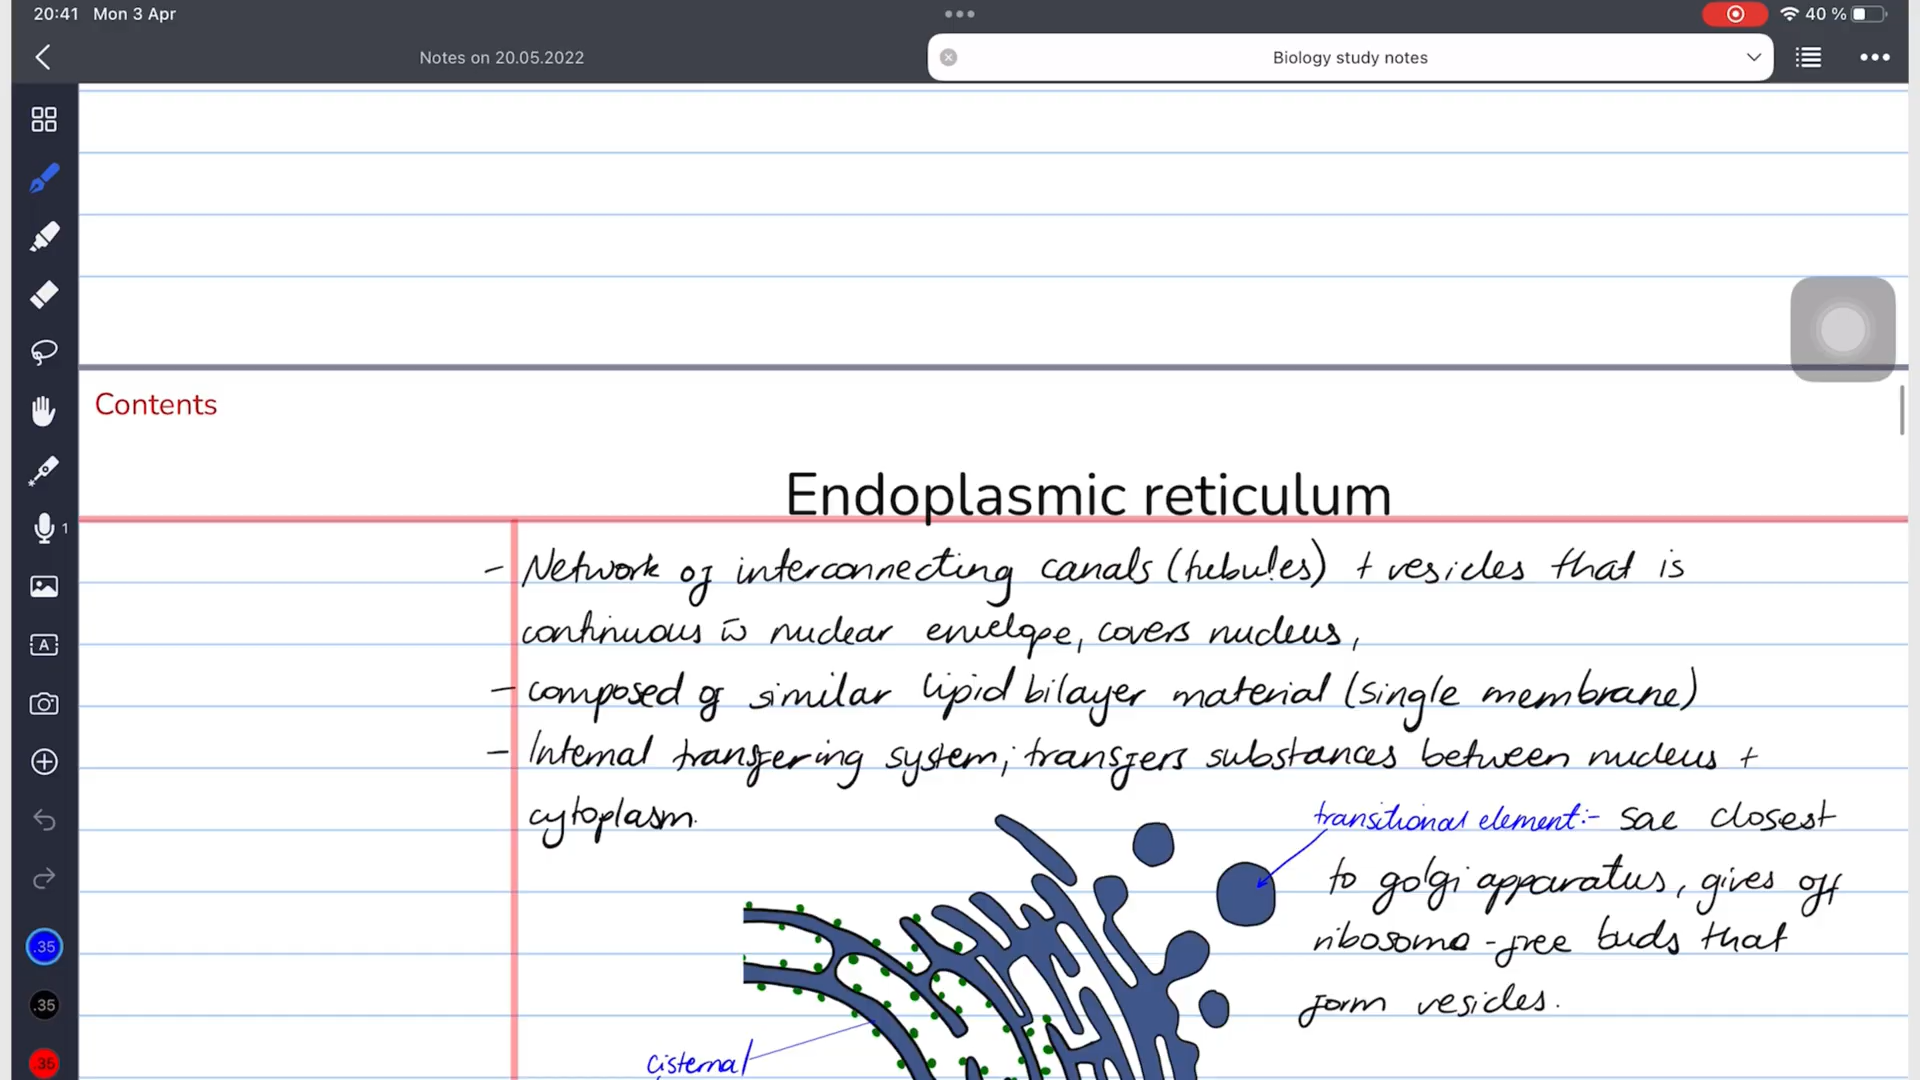 20:41 Mon 3 Apr
40 %
Notes on 20.05.2022
Biology study notes
1
Contents
Endoplasmic reticulum
- Network of interconnecting canals (tubules) + vesicles that is
continuous w̄ nuclear envelope, covers nucleus,
- composed of similar lipid bilayer material (single membrane)
- Internal transfering system; transfers substances between nucleus +
cytoplasm.
transitional element:- sac closest
to golgi apparatus, gives off
ribosome-free buds that
form vesicles.
cisternal
.35
.35
.35